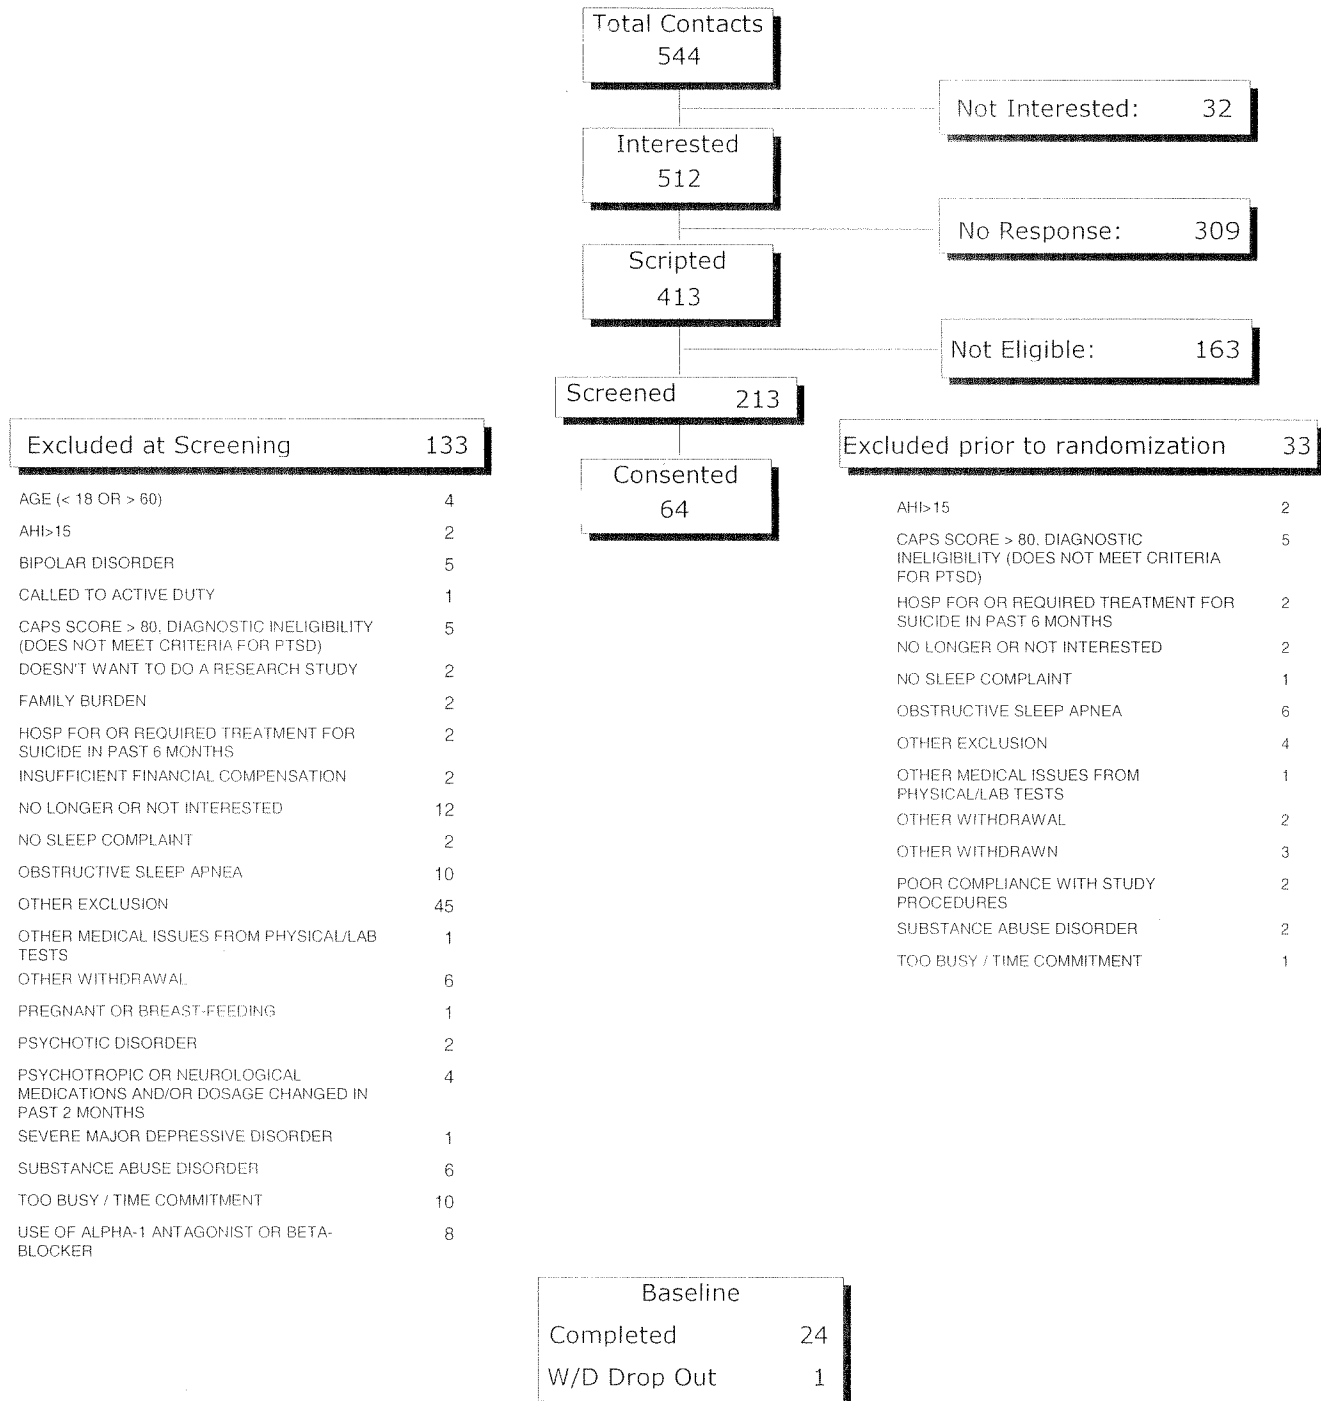 Total Contacts
544
Not Interested: 32
Interested
512
No Response: 309
Scripted
413
Not Eligible: 163
Screened 213
Consented
64
Excluded at Screening 133
AGE (< 18 OR > 60) 4
AHI>15 2
BIPOLAR DISORDER 5
CALLED TO ACTIVE DUTY 1
CAPS SCORE > 80, DIAGNOSTIC INELIGIBILITY 5
(DOES NOT MEET CRITERIA FOR PTSD)
DOESN'T WANT TO DO A RESEARCH STUDY 2
FAMILY BURDEN 2
HOSP FOR OR REQUIRED TREATMENT FOR 2
SUICIDE IN PAST 6 MONTHS
INSUFFICIENT FINANCIAL COMPENSATION 2
NO LONGER OR NOT INTERESTED 12
NO SLEEP COMPLAINT 2
OBSTRUCTIVE SLEEP APNEA 10
OTHER EXCLUSION 45
OTHER MEDICAL ISSUES FROM PHYSICAL/LAB 1
TESTS
OTHER WITHDRAWAL 6
PREGNANT OR BREAST-FEEDING 1
PSYCHOTIC DISORDER 2
PSYCHOTROPIC OR NEUROLOGICAL 4
MEDICATIONS AND/OR DOSAGE CHANGED IN
PAST 2 MONTHS
SEVERE MAJOR DEPRESSIVE DISORDER 1
SUBSTANCE ABUSE DISORDER 6
TOO BUSY / TIME COMMITMENT 10
USE OF ALPHA-1 ANTAGONIST OR BETA- 8
BLOCKER
Excluded prior to randomization 33
AHI>15 2
CAPS SCORE > 80, DIAGNOSTIC 5
INELIGIBILITY (DOES NOT MEET CRITERIA
FOR PTSD)
HOSP FOR OR REQUIRED TREATMENT FOR 2
SUICIDE IN PAST 6 MONTHS
NO LONGER OR NOT INTERESTED 2
NO SLEEP COMPLAINT 1
OBSTRUCTIVE SLEEP APNEA 6
OTHER EXCLUSION 4
OTHER MEDICAL ISSUES FROM 1
PHYSICAL/LAB TESTS
OTHER WITHDRAWAL 2
OTHER WITHDRAWN 3
POOR COMPLIANCE WITH STUDY 2
PROCEDURES
SUBSTANCE ABUSE DISORDER 2
TOO BUSY / TIME COMMITMENT 1
Baseline
Completed 24
W/D Drop Out 1